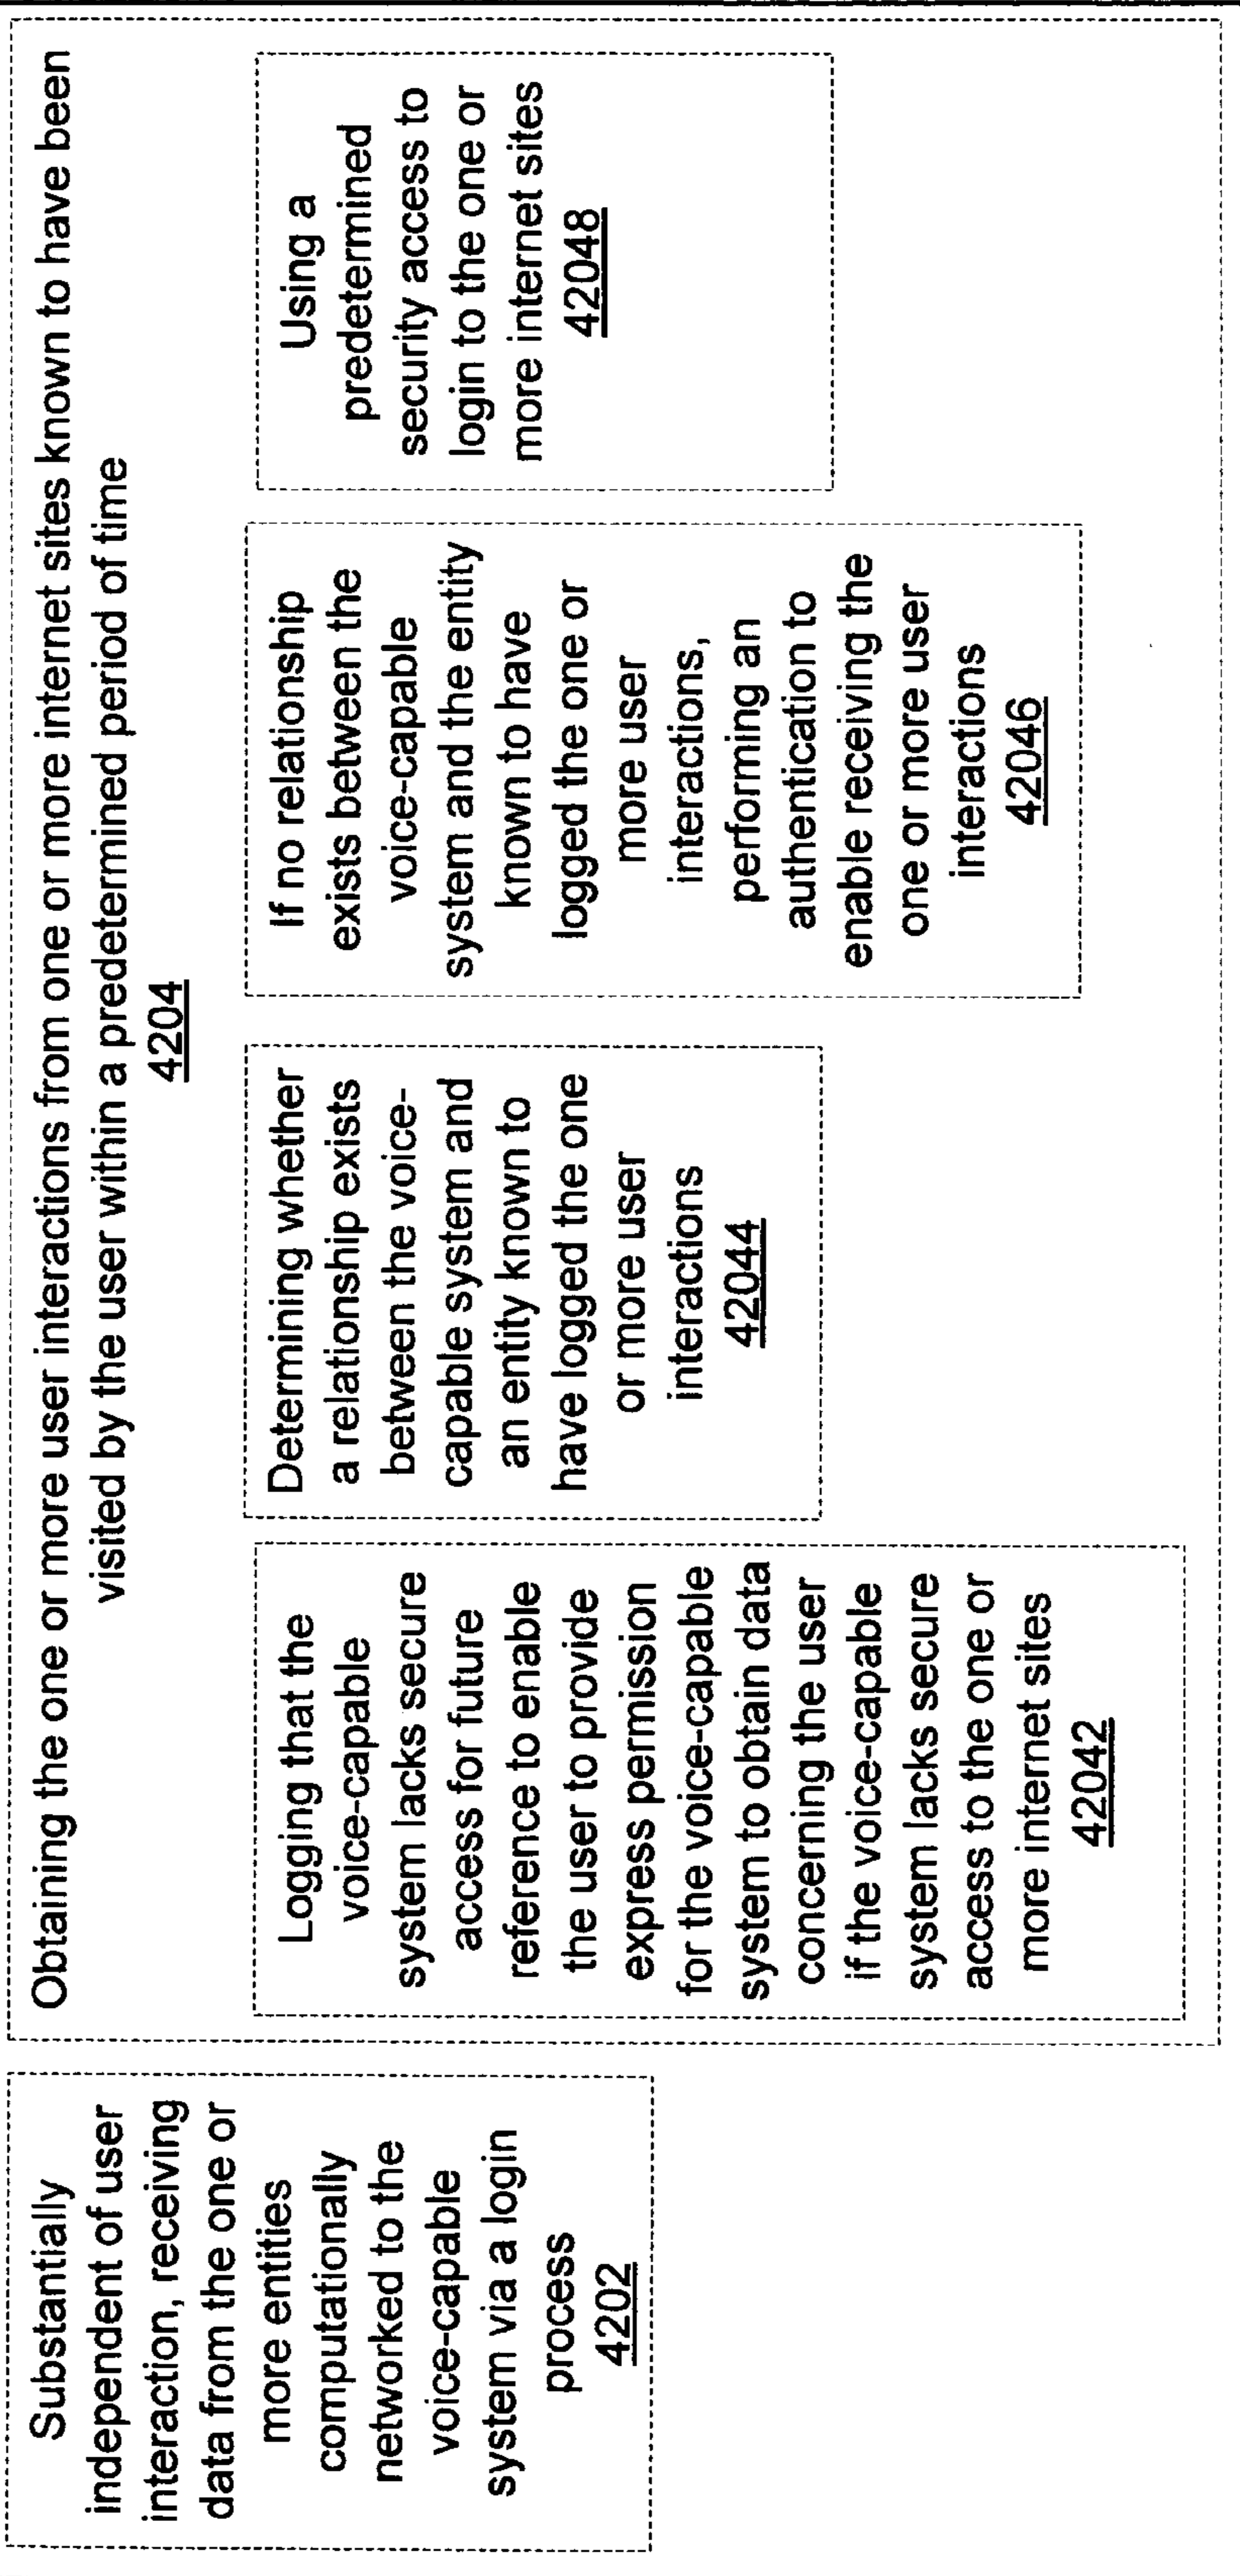 Substantially
independent of user
interaction, receiving
data from the one or
more entities
computationally
networked to the
voice-capable
system via a login
process
4202
Obtaining the one or more user interactions from one or more internet sites known to have been
visited by the user within a predetermined period of time
4204
Logging that the
voice-capable
system lacks secure
access for future
reference to enable
the user to provide
express permission
for the voice-capable
system to obtain data
concerning the user
if the voice-capable
system lacks secure
access to the one or
more internet sites
42042
Determining whether
a relationship exists
between the voice-
capable system and
an entity known to
have logged the one
or more user
interactions
42044
If no relationship
exists between the
voice-capable
system and the entity
known to have
logged the one or
more user
interactions,
performing an
authentication to
enable receiving the
one or more user
interactions
42046
Using a
predetermined
security access to
login to the one or
more internet sites
42048